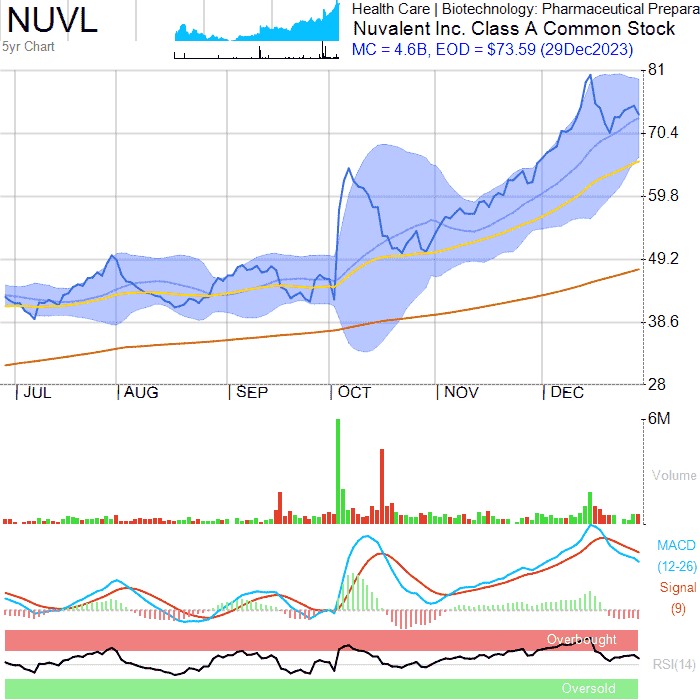 NUVL
5yr Chart
Health Care | Biotechnology: Pharmaceutical Prepara
Nuvalent Inc. Class A Common Stock
MC = 4.6B, EOD = $73.59 (29Dec2023)
81
70.4
59.8
49.2
38.6
28
JUL AUG SEP OCT NOV DEC
6M
Volume
MACD
(12-26)
Signal
(9)
Overbought
RSI(14)
Oversold